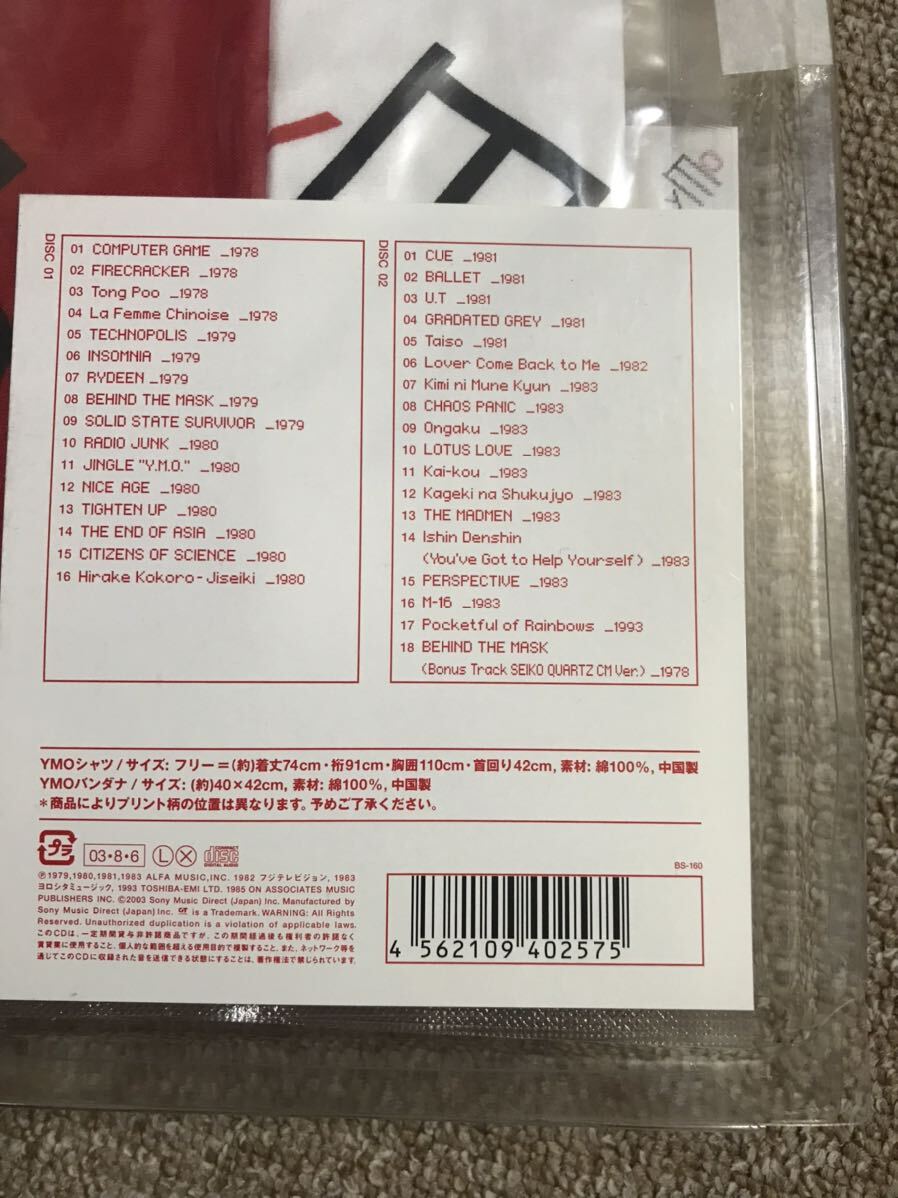 YMO
DISC 01
01 COMPUTER GAME _1978
02 FIRECRACKER _1978
03 Tong Poo _1978
04 La Femme Chinoise _1978
05 TECHNOPOLIS _1979
06 INSOMNIA _1979
07 RYDEEN _1979
08 BEHIND THE MASK _1979
09 SOLID STATE SURVIVOR _1979
10 RADIO JUNK _1980
11 JINGLE "Y.M.O." _1980
12 NICE AGE _1980
13 TIGHTEN UP _1980
14 THE END OF ASIA _1980
15 CITIZENS OF SCIENCE _1980
16 Hirake Kokoro-Jiseiki _1980
DISC 02
01 CUE _1981
02 BALLET _1981
03 U.T _1981
04 GRADATED GREY _1981
05 Taiso _1981
06 Lover Come Back to Me _1982
07 Kimi ni Mune Kyun _1983
08 CHAOS PANIC _1983
09 Ongaku _1983
10 LOTUS LOVE _1983
11 Kai-kou _1983
12 Kageki na Shukujyo _1983
13 THE MADMEN _1983
14 Ishin Denshin
(You've Got to Help Yourself) _1983
15 PERSPECTIVE _1983
16 M-16 _1983
17 Pocketful of Rainbows _1993
18 BEHIND THE MASK
(Bonus Track SEIKO QUARTZ CM Ver.) _1978
YMOシャツ / サイズ: フリー=(約)着丈74cm・裄91cm・胸囲110cm・首回り42cm, 素材: 綿100%, 中国製
YMOバンダナ / サイズ: (約)40×42cm, 素材: 綿100%, 中国製
*商品によりプリント柄の位置は異なります。予めご了承ください。
プラ
03・8・6
L X
COMPACT disc DIGITAL AUDIO
BS-160
℗1979,1980,1981,1983 ALFA MUSIC,INC. 1982 フジテレビジョン, 1983
ヨロシタミュージック, 1993 TOSHIBA-EMI LTD. 1985 ON ASSOCIATES MUSIC
PUBLISHERS INC. ©2003 Sony Music Direct (Japan) Inc. Manufactured by
Sony Music Direct (Japan) Inc. GT is a Trademark. WARNING: All Rights
Reserved. Unauthorized duplication is a violation of applicable laws.
このCDは、一定期間貸与非許諾商品ですが、この期間経過後も権利者の許諾なく
賃貸業に使用すること、個人的な範囲を超える使用目的で複製すること、また、ネットワーク等を
通じてこのCDに収録された音を送信できる状態にすることは、著作権法で禁じられています。
4 562109 402575